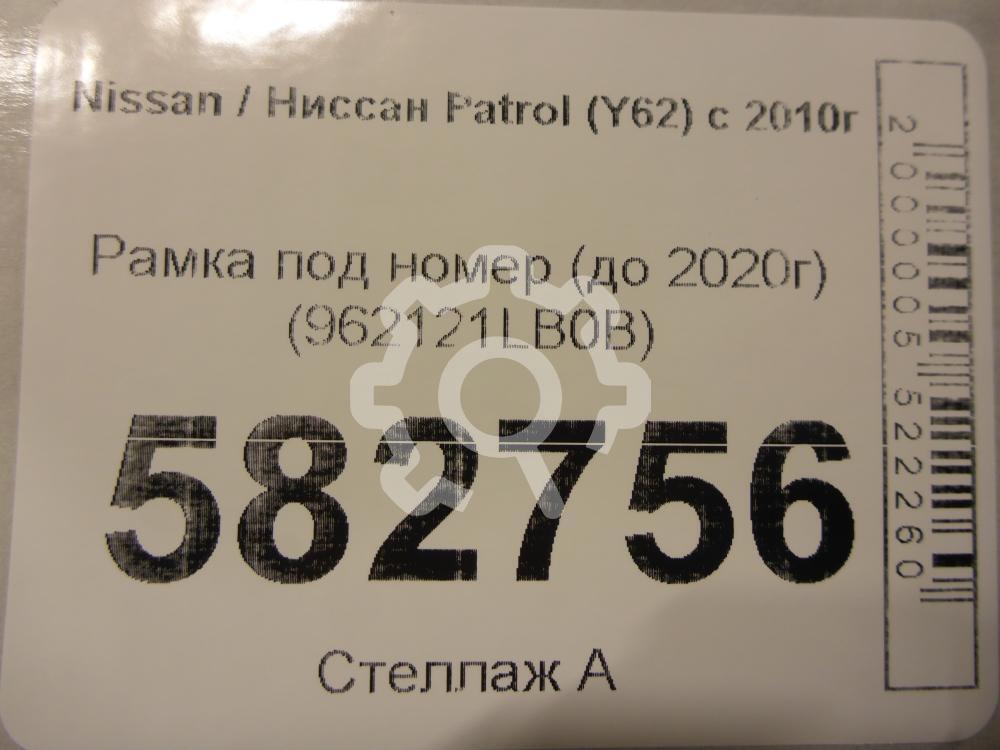 Nissan / Ниссан Patrol (Y62) с 2010г
Рамка под номер (до 2020г)
(962121LB0B)
582756
Стеллаж А
2000005522260